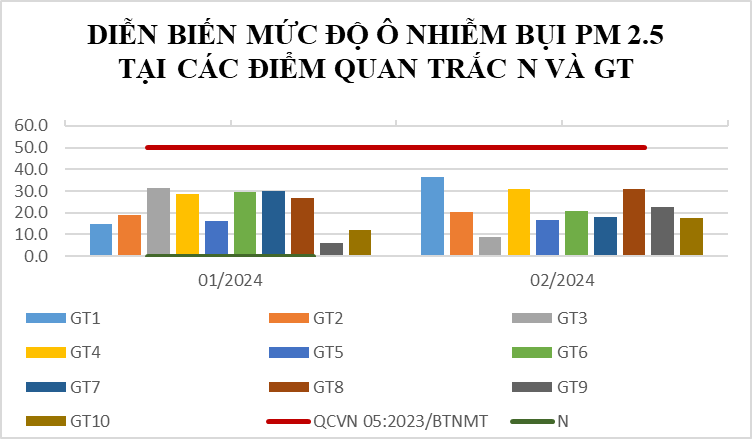 DIỄN BIẾN MỨC ĐỘ Ô NHIỄM BỤI PM 2.5
TẠI CÁC ĐIỂM QUAN TRẮC N VÀ GT
60.0
50.0
40.0
30.0
20.0
10.0
0.0
01/2024 02/2024
GT1 GT2 GT3
GT4 GT5 GT6
GT7 GT8 GT9
GT10 QCVN 05:2023/BTNMT N